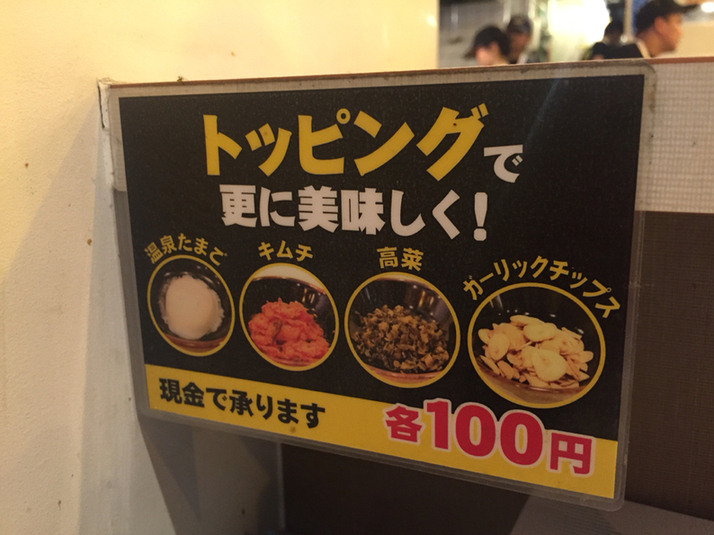 トッピングで
更に美味しく!
温泉たまご
キムチ
高菜
ガーリックチップス
現金で承ります
各100円